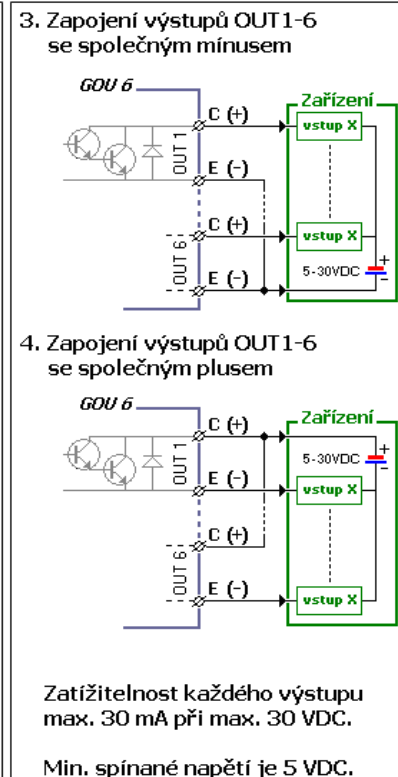 3. Zapojení výstupů OUT1-6
se společným mínusem
GOU 6
C (+)
Zařízení
vstup X
OUT 1
E (-)
C (+)
vstup X
OUT 6
5-30VDC
+
-
E (-)
4. Zapojení výstupů OUT1-6
se společným plusem
GOU 6
C (+)
Zařízení
OUT 1
5-30VDC
+
-
E (-)
vstup X
C (+)
OUT 6
E (-)
vstup X
Zatížitelnost každého výstupu
max. 30 mA při max. 30 VDC.
Min. spínané napětí je 5 VDC.